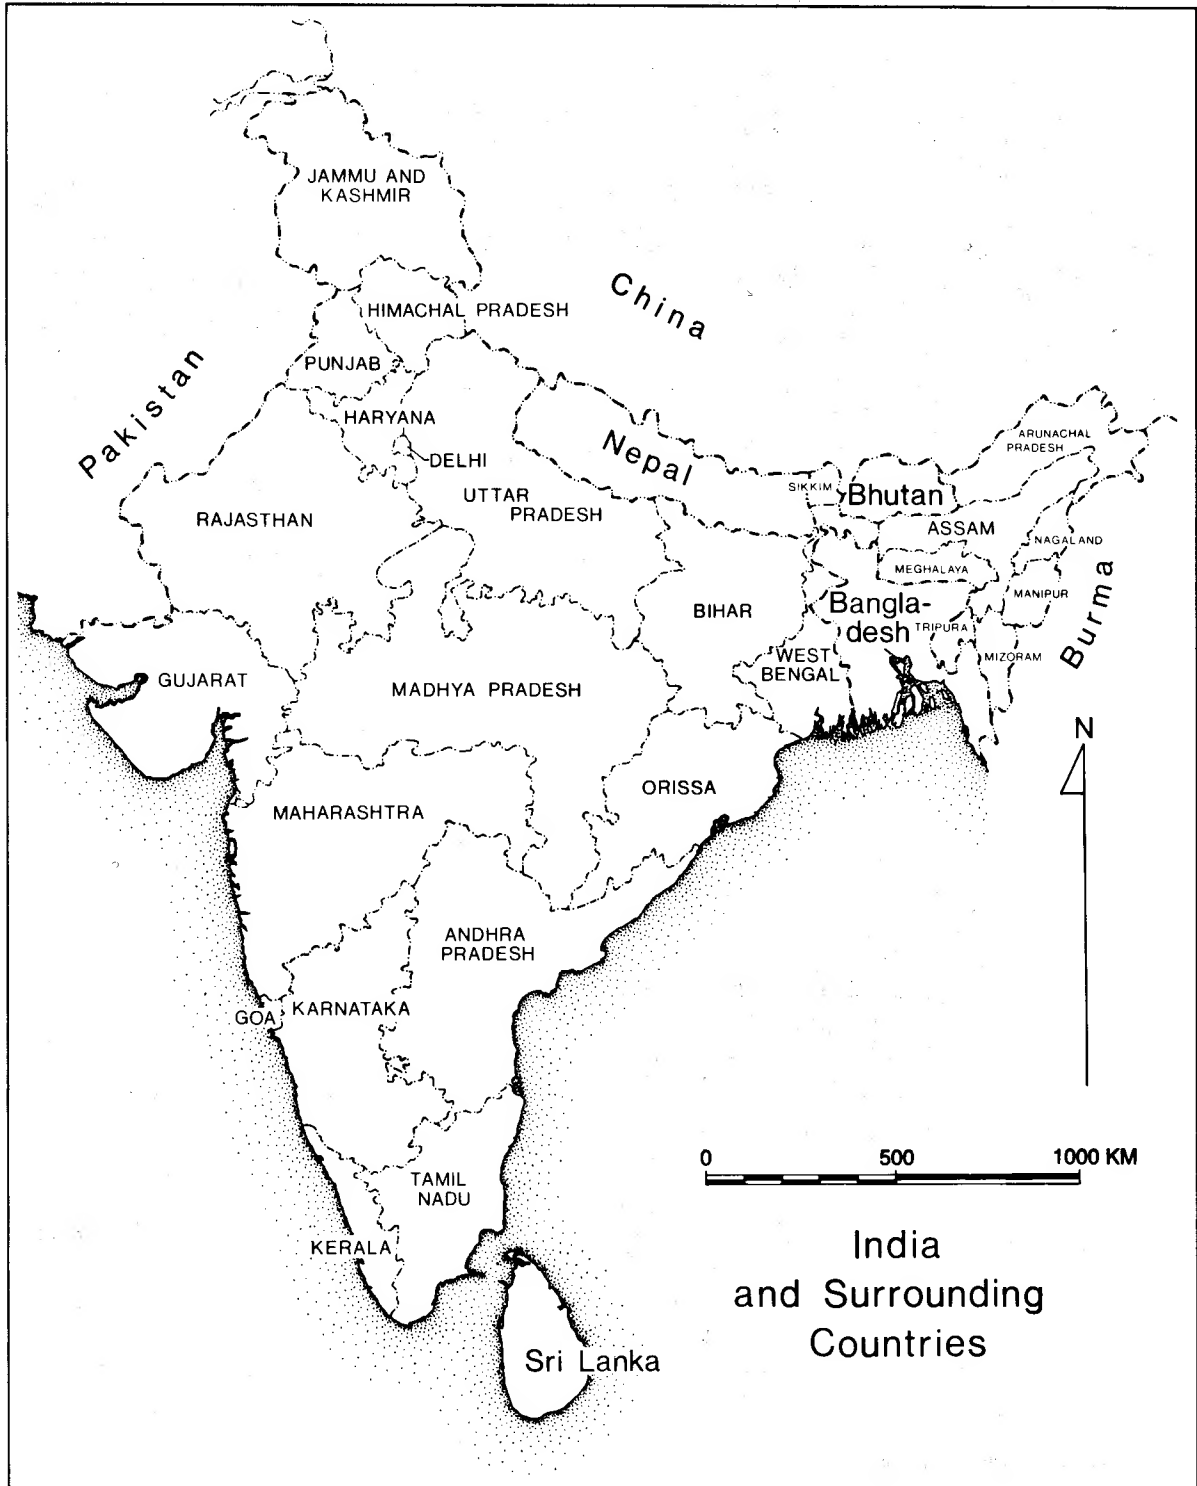 JAMMU AND
KASHMIR
China
HIMACHAL PRADESH
PUNJAB
Pakistan
HARYANA
DELHI
Nepal
ARUNACHAL
PRADESH
SIKKIM
Bhutan
UTTAR
PRADESH
RAJASTHAN
ASSAM
NAGALAND
MEGHALAYA
MANIPUR
Burma
BIHAR
Bangla-
desh
TRIPURA
MIZORAM
WEST
BENGAL
GUJARAT
MADHYA PRADESH
N
ORISSA
MAHARASHTRA
ANDHRA
PRADESH
KARNATAKA
GOA
0 500 1000 KM
TAMIL
NADU
KERALA
India
and Surrounding
Countries
Sri Lanka